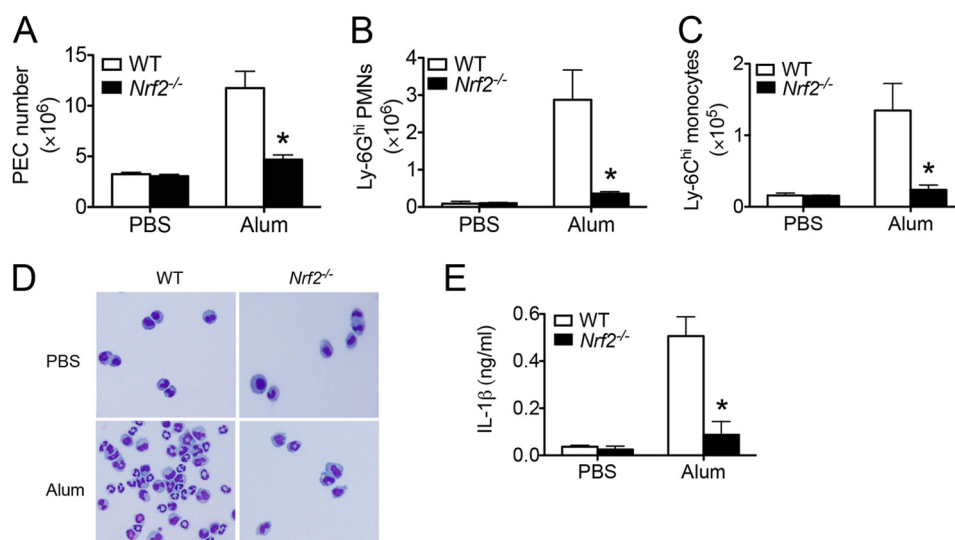 A
WT
Nrf2-/-
PEC number
(×10⁶)
15
10
5
0
*
PBS
Alum
B
WT
Nrf2-/-
Ly-6Gʰⁱ PMNs
(×10⁶)
4
3
2
1
0
*
PBS
Alum
C
WT
Nrf2-/-
Ly-6Cʰⁱ monocytes
(×10⁵)
2
1
0
*
PBS
Alum
D
WT
Nrf2-/-
PBS
Alum
E
WT
Nrf2-/-
IL-1β (ng/ml)
0.6
0.4
0.2
0.0
*
PBS
Alum